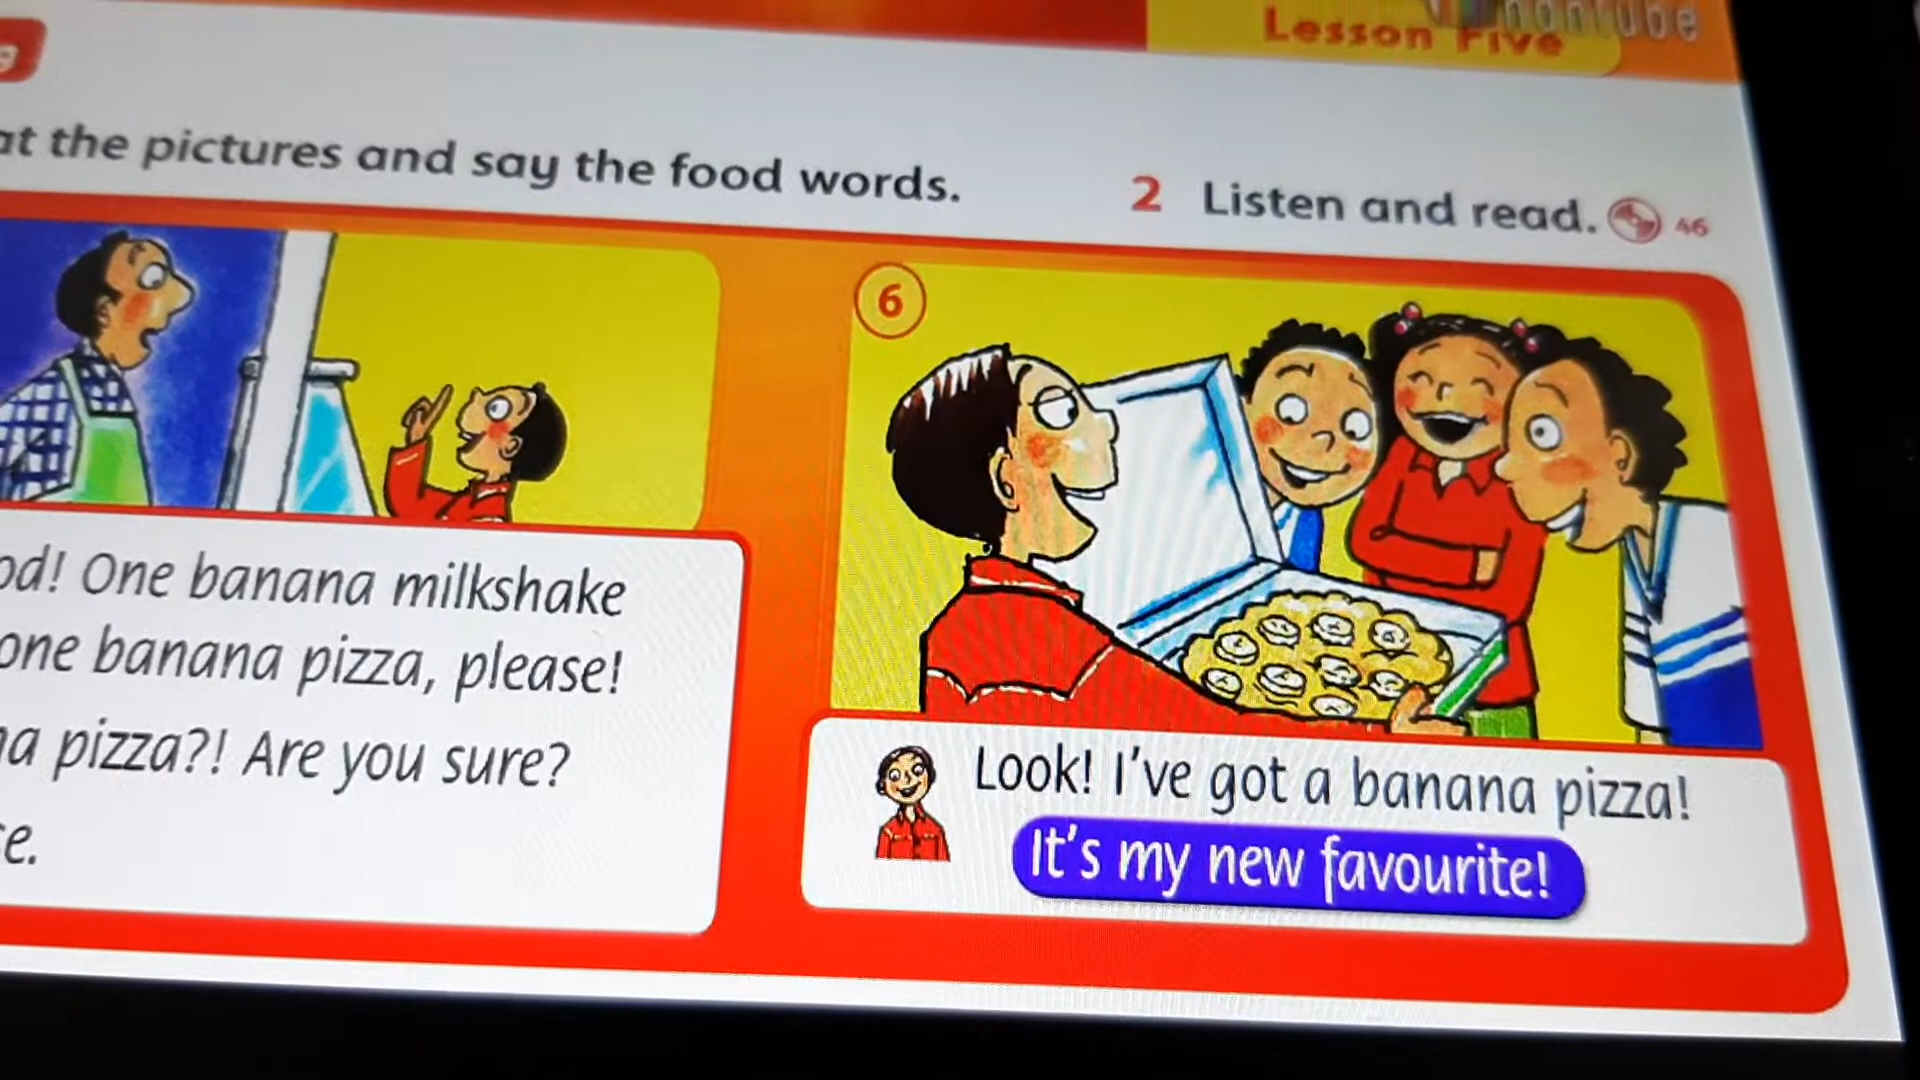 Lesson Five
at the pictures and say the food words.
2 Listen and read. 46
6
od! One banana milkshake
one banana pizza, please!
na pizza?! Are you sure?
e.
Look! I've got a banana pizza!
It's my new favourite!